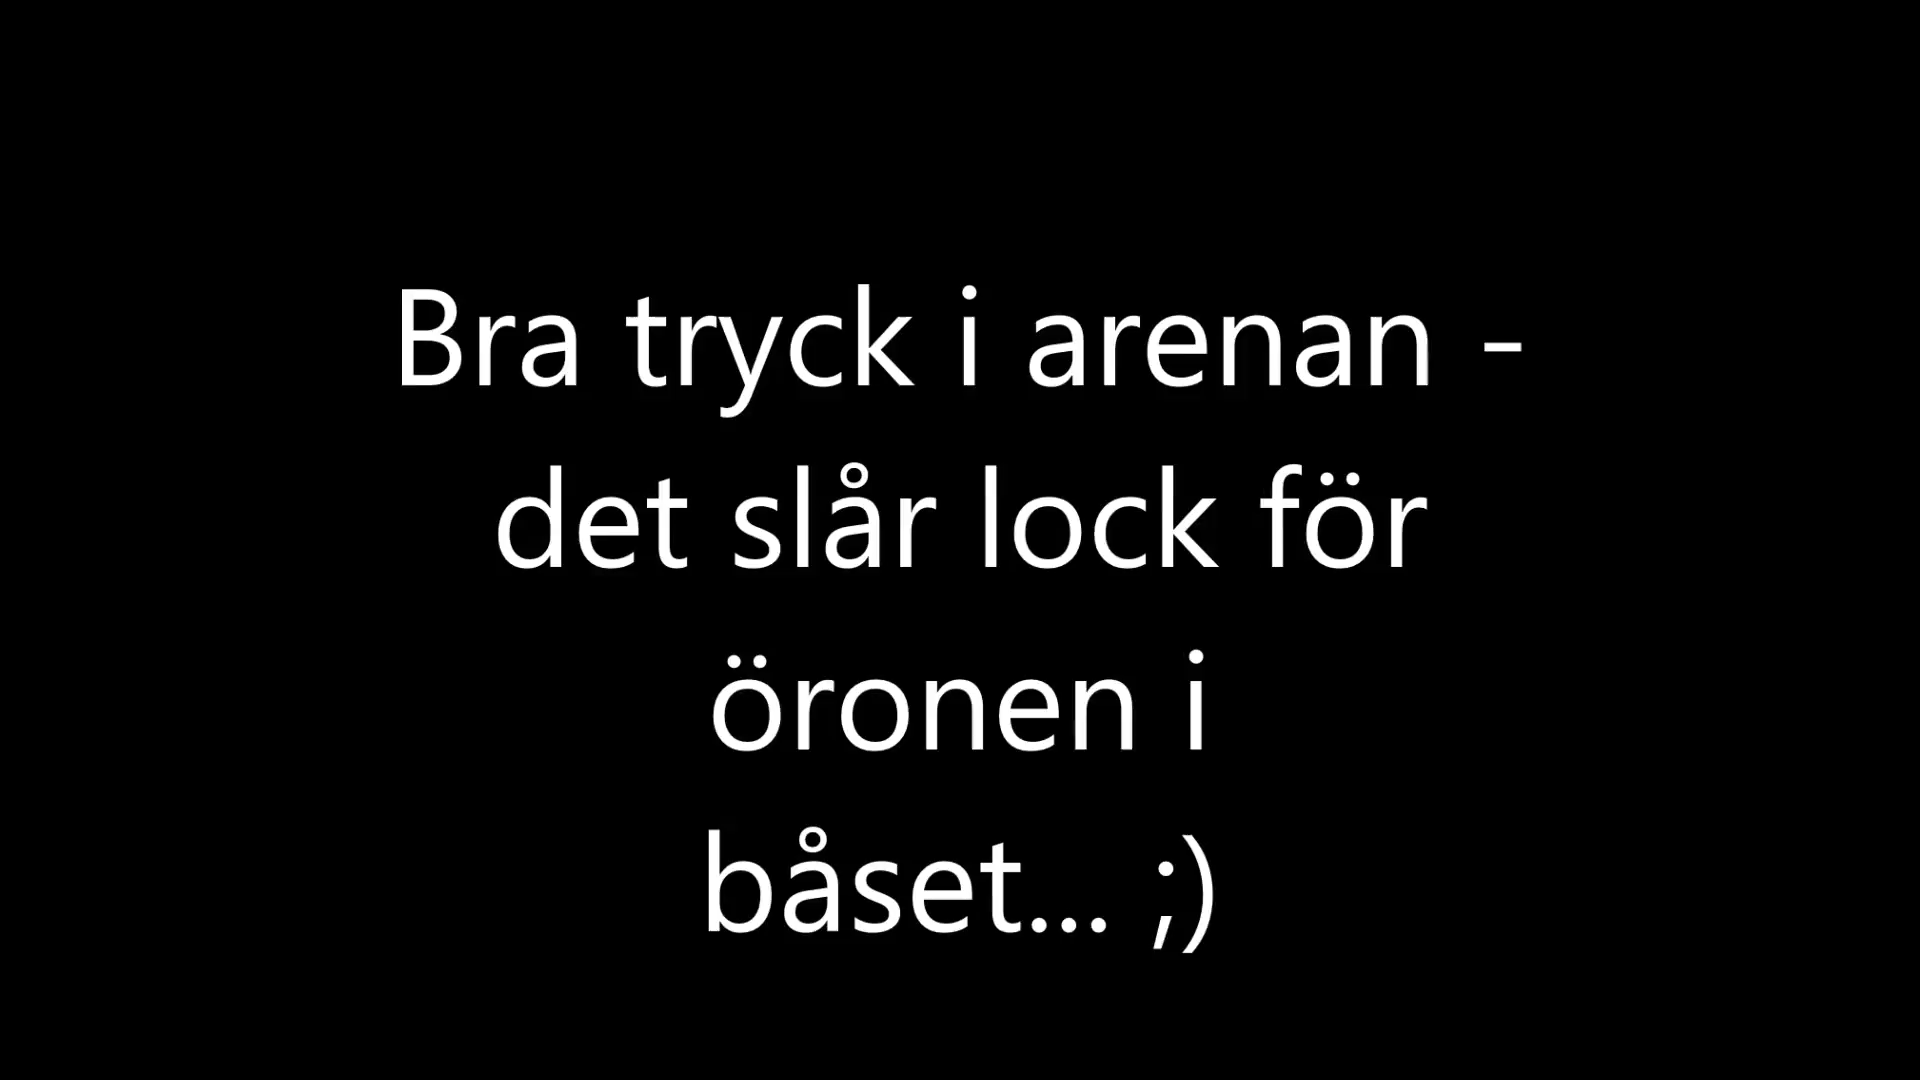 Bra tryck i arenan -
det slår lock för
öronen i
båset... ;)